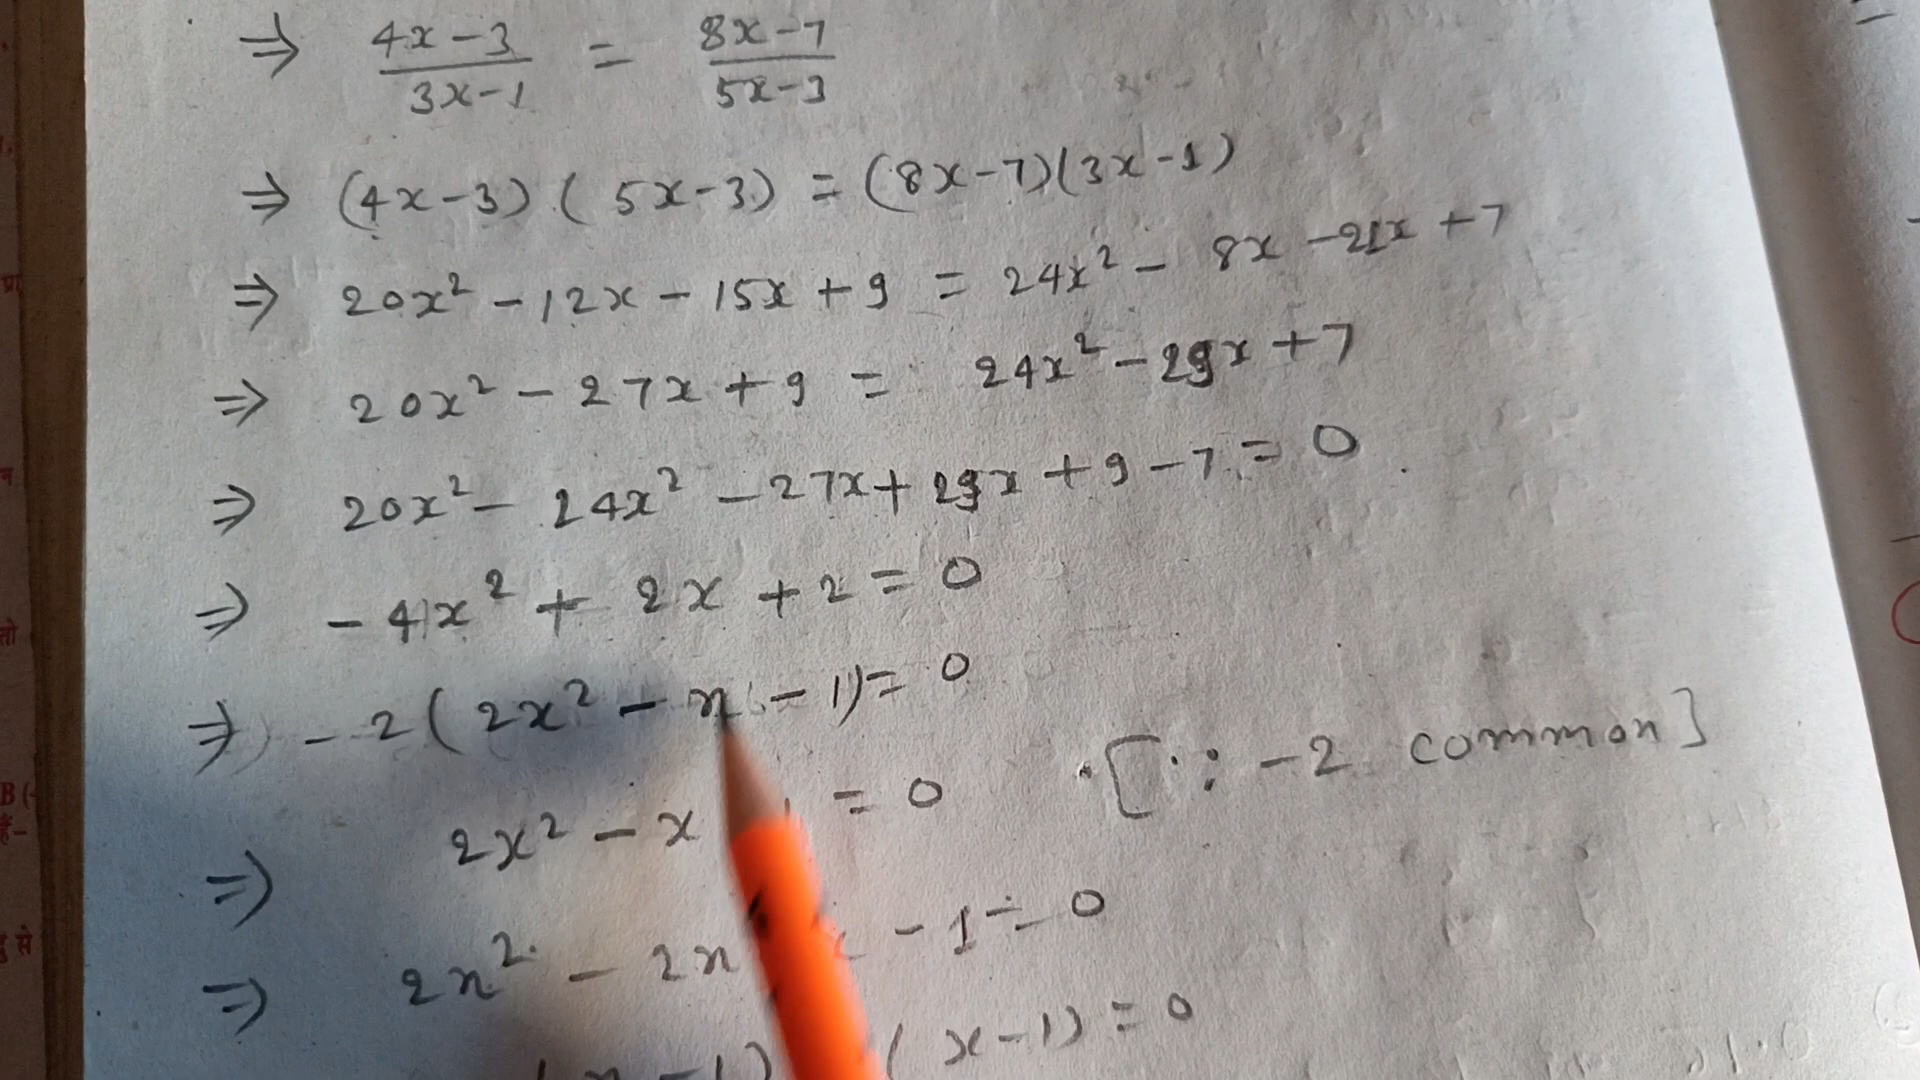 ⇒ (4x-3)/(3x-1) = (8x-7)/(5x-3)
⇒ (4x-3)(5x-3) = (8x-7)(3x-1)
⇒ 20x² - 12x - 15x + 9 = 24x² - 8x - 21x + 7
⇒ 20x² - 27x + 9 = 24x² - 29x + 7
⇒ 20x² - 24x² - 27x + 29x + 9 - 7 = 0
⇒ -4x² + 2x + 2 = 0
⇒ -2(2x² - x - 1) = 0
⇒ 2x² - x = 0 [∵ -2 common]
⇒ 2x² - 2x - 1 = 0
(x-1) = 0